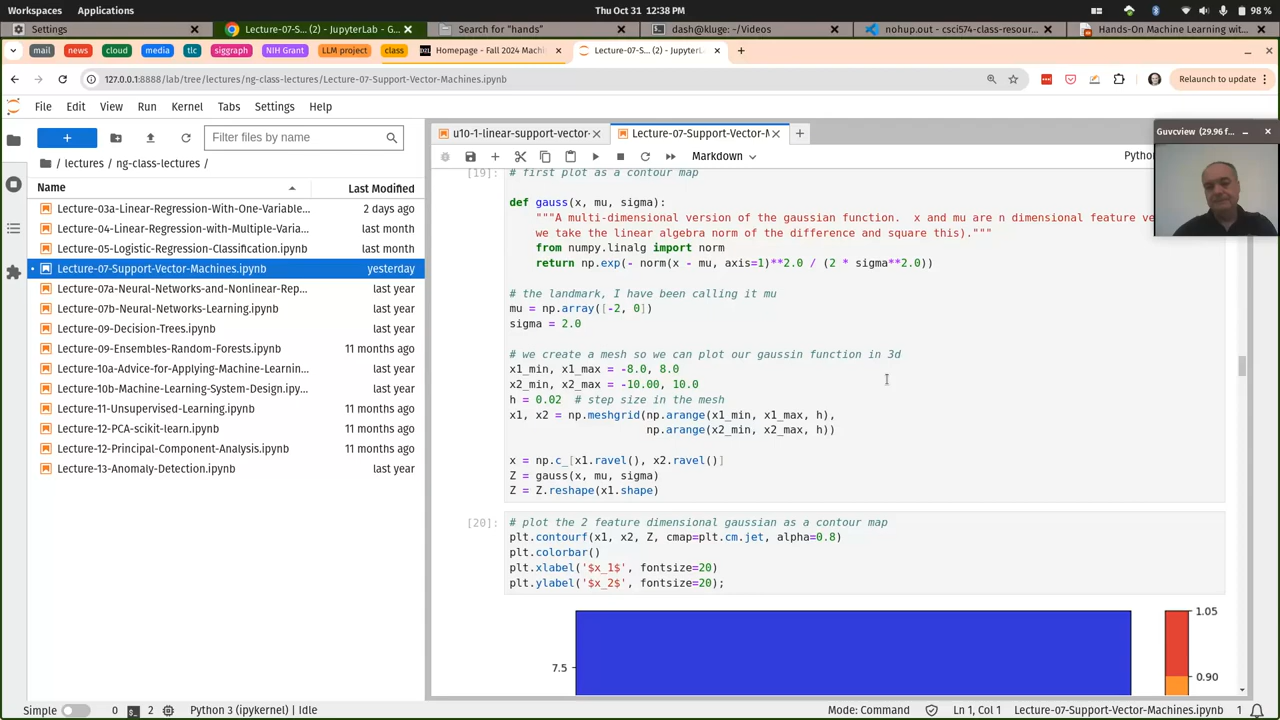 Workspaces Applications Thu Oct 31 12:38 PM 98 %
Settings Lecture-07-S... (2) - JupyterLab - G... Search for “hands” dash@kluge: ~/Videos nohup.out - csci574-class-resour... Hands-On Machine Learning wit...
mail news cloud media tlc siggraph NIH Grant LLM project class Homepage - Fall 2024 Machi... Lecture-07-S... (2) - JupyterL
127.0.0.1:8888/lab/tree/lectures/ng-class-lectures/Lecture-07-Support-Vector-Machines.ipynb Relaunch to update
File Edit View Run Kernel Tabs Settings Help
Filter files by name
/ lectures / ng-class-lectures /
Name Last Modified
Lecture-03a-Linear-Regression-With-One-Variable... 2 days ago
Lecture-04-Linear-Regression-with-Multiple-Varia... last month
Lecture-05-Logistic-Regression-Classification.ipynb last month
Lecture-07-Support-Vector-Machines.ipynb yesterday
Lecture-07a-Neural-Networks-and-Nonlinear-Rep... last year
Lecture-07b-Neural-Networks-Learning.ipynb last year
Lecture-09-Decision-Trees.ipynb last year
Lecture-09-Ensembles-Random-Forests.ipynb 11 months ago
Lecture-10a-Advice-for-Applying-Machine-Learnin... last year
Lecture-10b-Machine-Learning-System-Design.ipy... last year
Lecture-11-Unsupervised-Learning.ipynb last year
Lecture-12-PCA-scikit-learn.ipynb last year
Lecture-12-Principal-Component-Analysis.ipynb 11 months ago
Lecture-13-Anomaly-Detection.ipynb last year
u10-1-linear-support-vector- Lecture-07-Support-Vector-M
Markdown Pytho
Guvcview (29.96 f...
[19]: # first plot as a contour map
def gauss(x, mu, sigma):
"""A multi-dimensional version of the gaussian function. x and mu are n dimensional feature ve
we take the linear algebra norm of the difference and square this)."""
from numpy.linalg import norm
return np.exp(- norm(x - mu, axis=1)**2.0 / (2 * sigma**2.0))
# the landmark, I have been calling it mu
mu = np.array([-2, 0])
sigma = 2.0
# we create a mesh so we can plot our gaussin function in 3d
x1_min, x1_max = -8.0, 8.0
x2_min, x2_max = -10.00, 10.0
h = 0.02 # step size in the mesh
x1, x2 = np.meshgrid(np.arange(x1_min, x1_max, h),
np.arange(x2_min, x2_max, h))
x = np.c_[x1.ravel(), x2.ravel()]
Z = gauss(x, mu, sigma)
Z = Z.reshape(x1.shape)
[20]: # plot the 2 feature dimensional gaussian as a contour map
plt.contourf(x1, x2, Z, cmap=plt.cm.jet, alpha=0.8)
plt.colorbar()
plt.xlabel('$x_1$', fontsize=20)
plt.ylabel('$x_2$', fontsize=20);
1.05
7.5
0.90
Simple 0 2 Python 3 (ipykernel) | Idle Mode: Command Ln 1, Col 1 Lecture-07-Support-Vector-Machines.ipynb 1